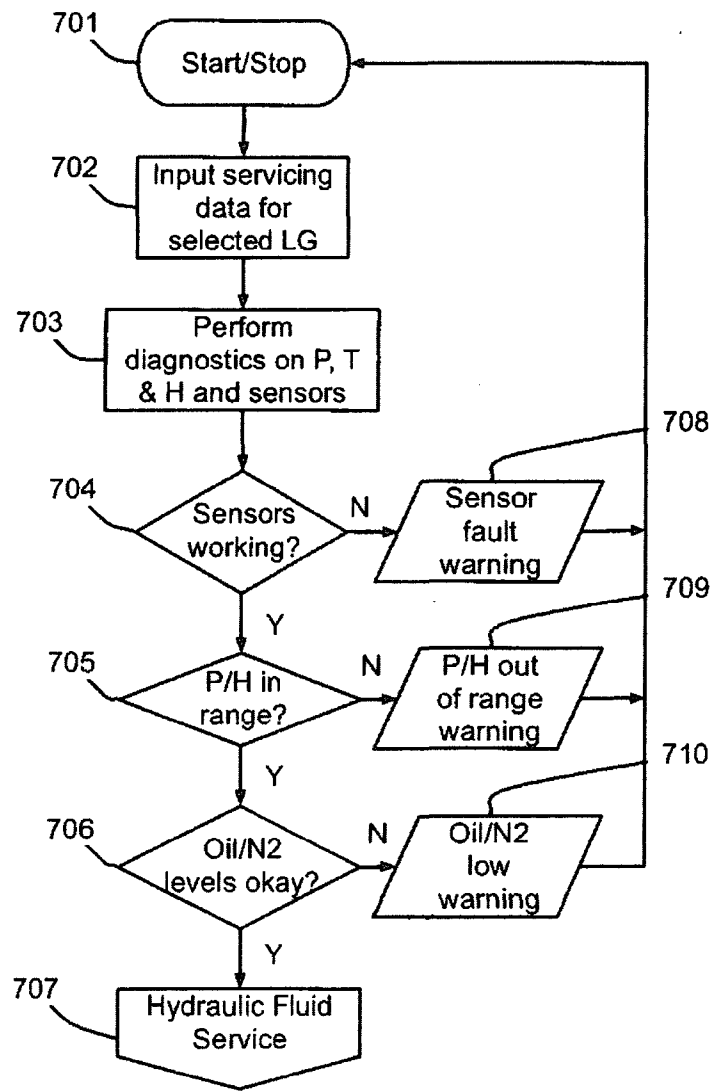 701
Start/Stop
702
Input servicing
data for
selected LG
703
Perform
diagnostics on P, T
& H and sensors
708
704
Sensors
working?
N
Sensor
fault
warning
Y
709
705
P/H in
range?
N
P/H out
of range
warning
Y
710
706
Oil/N2
levels okay?
N
Oil/N2
low
warning
Y
707
Hydraulic Fluid
Service